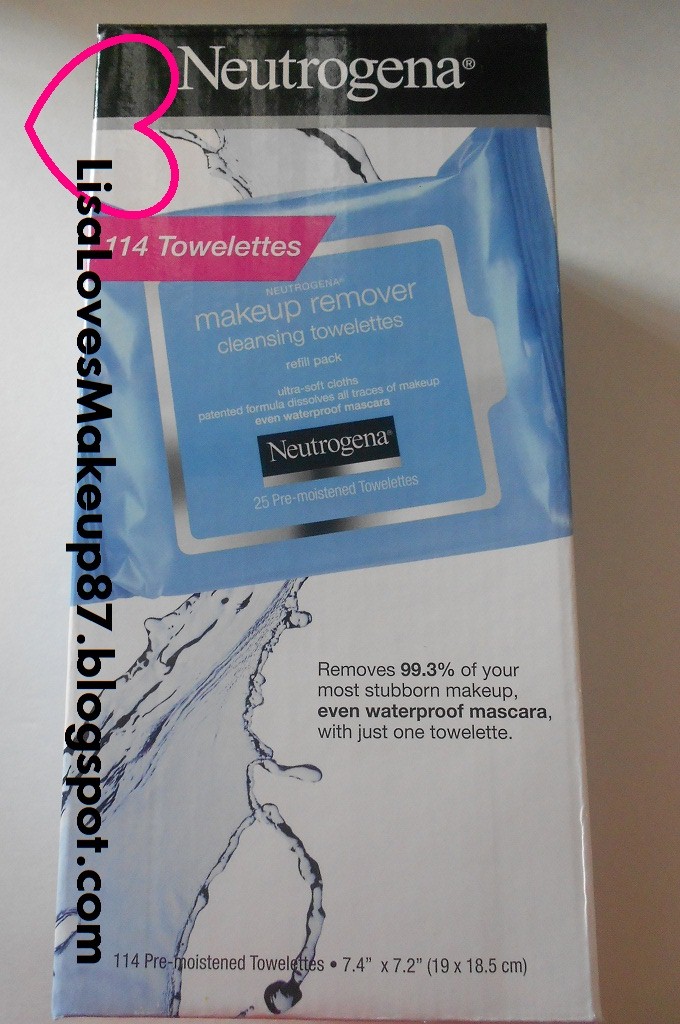 Neutrogena®
114 Towelettes
NEUTROGENA®
makeup remover
cleansing towelettes
refill pack
ultra-soft cloths
patented formula dissolves all traces of makeup
even waterproof mascara
Neutrogena®
25 Pre-moistened Towelettes
Removes 99.3% of your
most stubborn makeup,
even waterproof mascara,
with just one towelette.
114 Pre-moistened Towelettes • 7.4” x 7.2” (19 x 18.5 cm)
LisaLovesMakeup87.blogspot.com